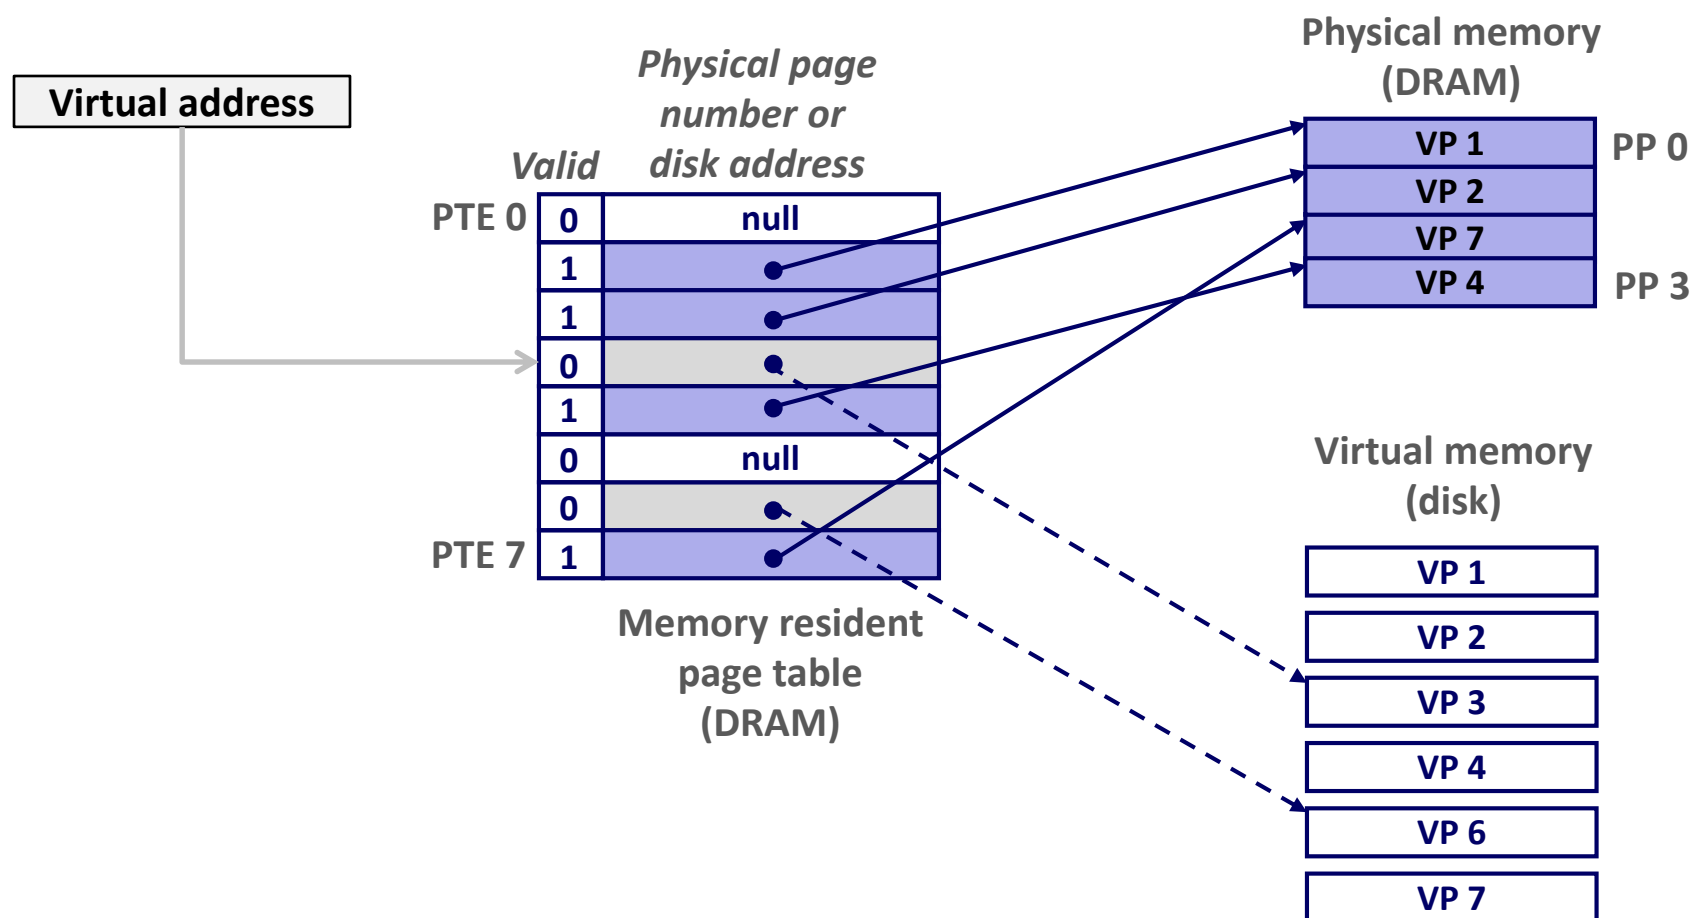 Virtual address
Physical page
number or
disk address
Valid
PTE 0
0
null
1
1
0
1
0
null
0
PTE 7
1
Memory resident
page table
(DRAM)
Physical memory
(DRAM)
VP 1
PP 0
VP 2
VP 7
VP 4
PP 3
Virtual memory
(disk)
VP 1
VP 2
VP 3
VP 4
VP 6
VP 7